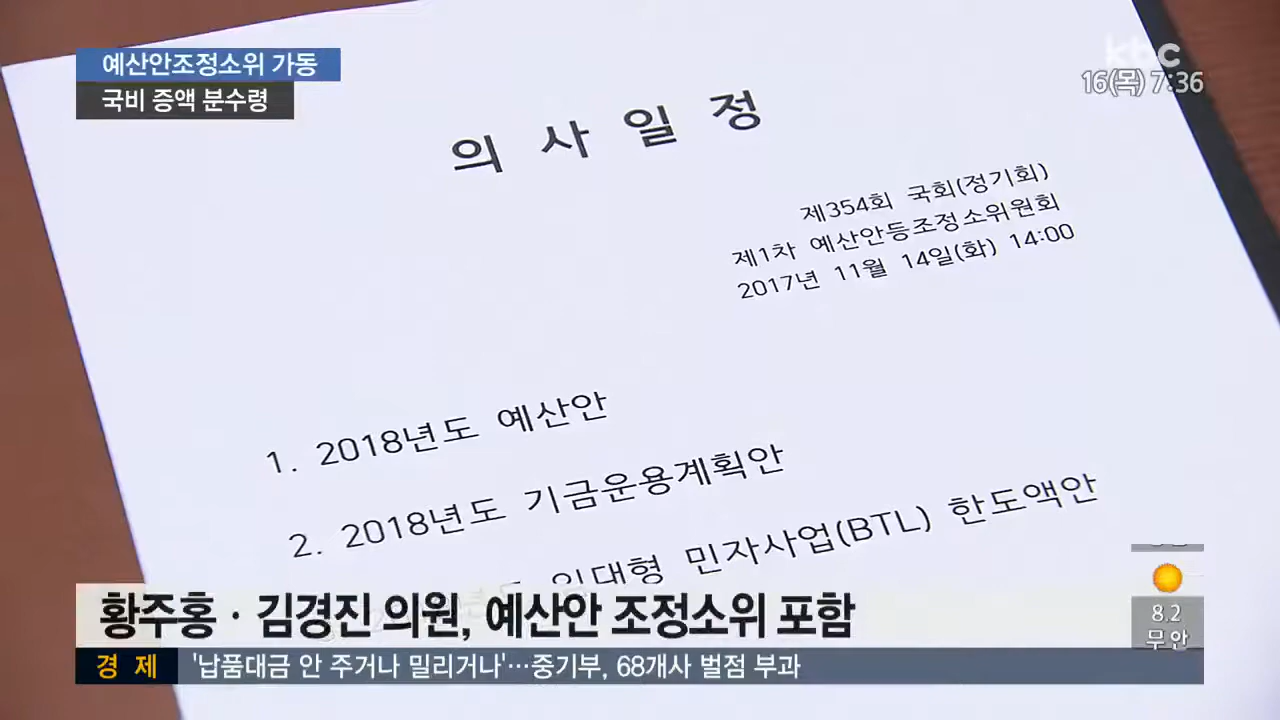 예산안조정소위 가동
국비 증액 분수령
kbc
16(목) 7:36
의 사 일 정
제354회 국회(정기회)
제1차 예산안등조정소위원회
2017년 11월 14일(화) 14:00
1. 2018년도 예산안
2. 2018년도 기금운용계획안
임대형 민자사업(BTL) 한도액안
황주홍·김경진 의원, 예산안 조정소위 포함
8.2
무안
경 제 '납품대금 안 주거나 밀리거나'…중기부, 68개사 벌점 부과